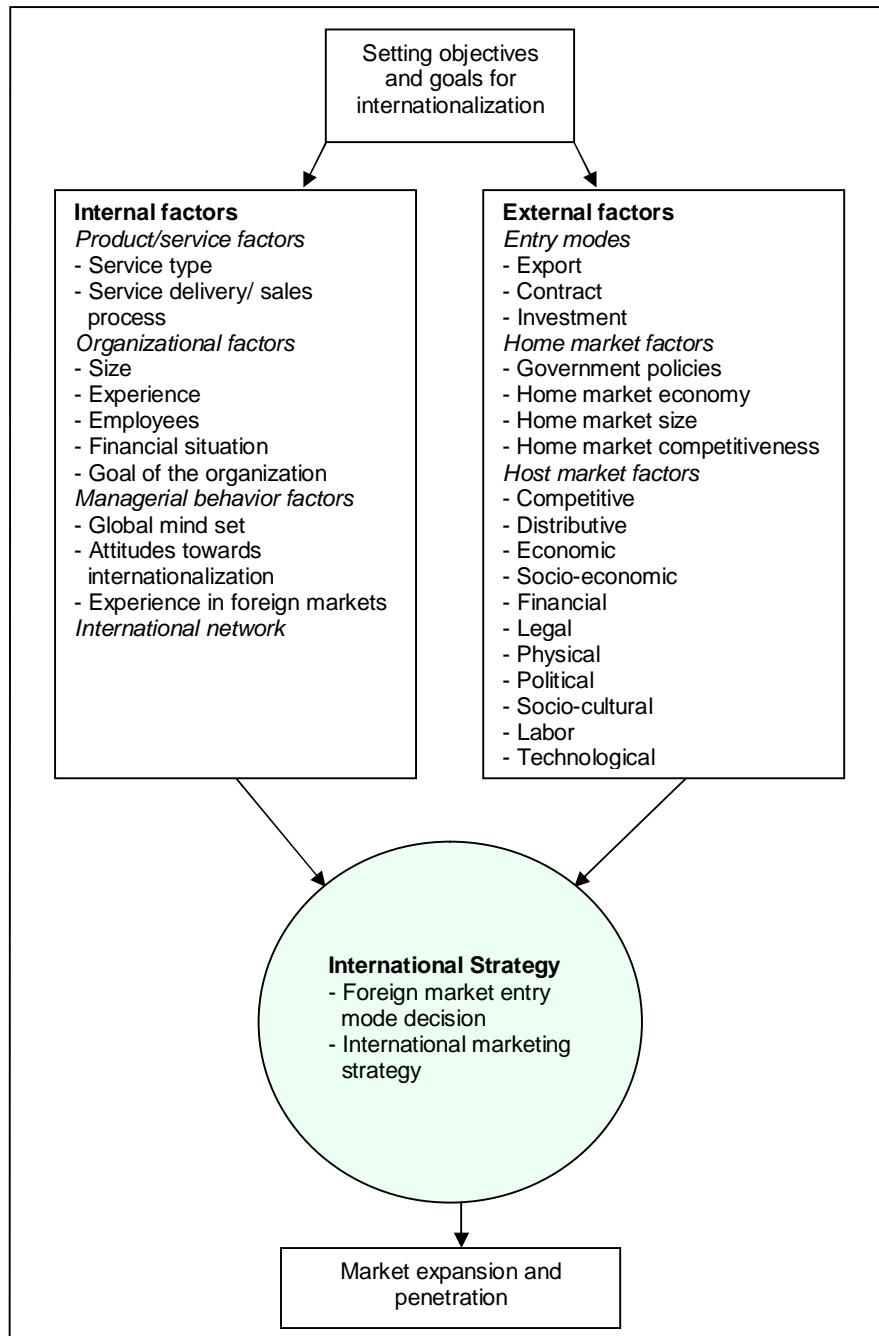 Setting objectives
and goals for
internationalization
Internal factors
Product/service factors
- Service type
- Service delivery/ sales
process
Organizational factors
- Size
- Experience
- Employees
- Financial situation
- Goal of the organization
Managerial behavior factors
- Global mind set
- Attitudes towards
internationalization
- Experience in foreign markets
International network
External factors
Entry modes
- Export
- Contract
- Investment
Home market factors
- Government policies
- Home market economy
- Home market size
- Home market competitiveness
Host market factors
- Competitive
- Distributive
- Economic
- Socio-economic
- Financial
- Legal
- Physical
- Political
- Socio-cultural
- Labor
- Technological
International Strategy
- Foreign market entry
mode decision
- International marketing
strategy
Market expansion and
penetration